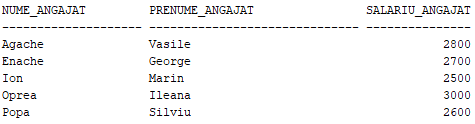 NUME_ANGAJAT PRENUME_ANGAJAT SALARIU_ANGAJAT
-------------------- ------------------------------ ---------------
Agache Vasile 2800
Enache George 2700
Ion Marin 2500
Oprea Ileana 3000
Popa Silviu 2600